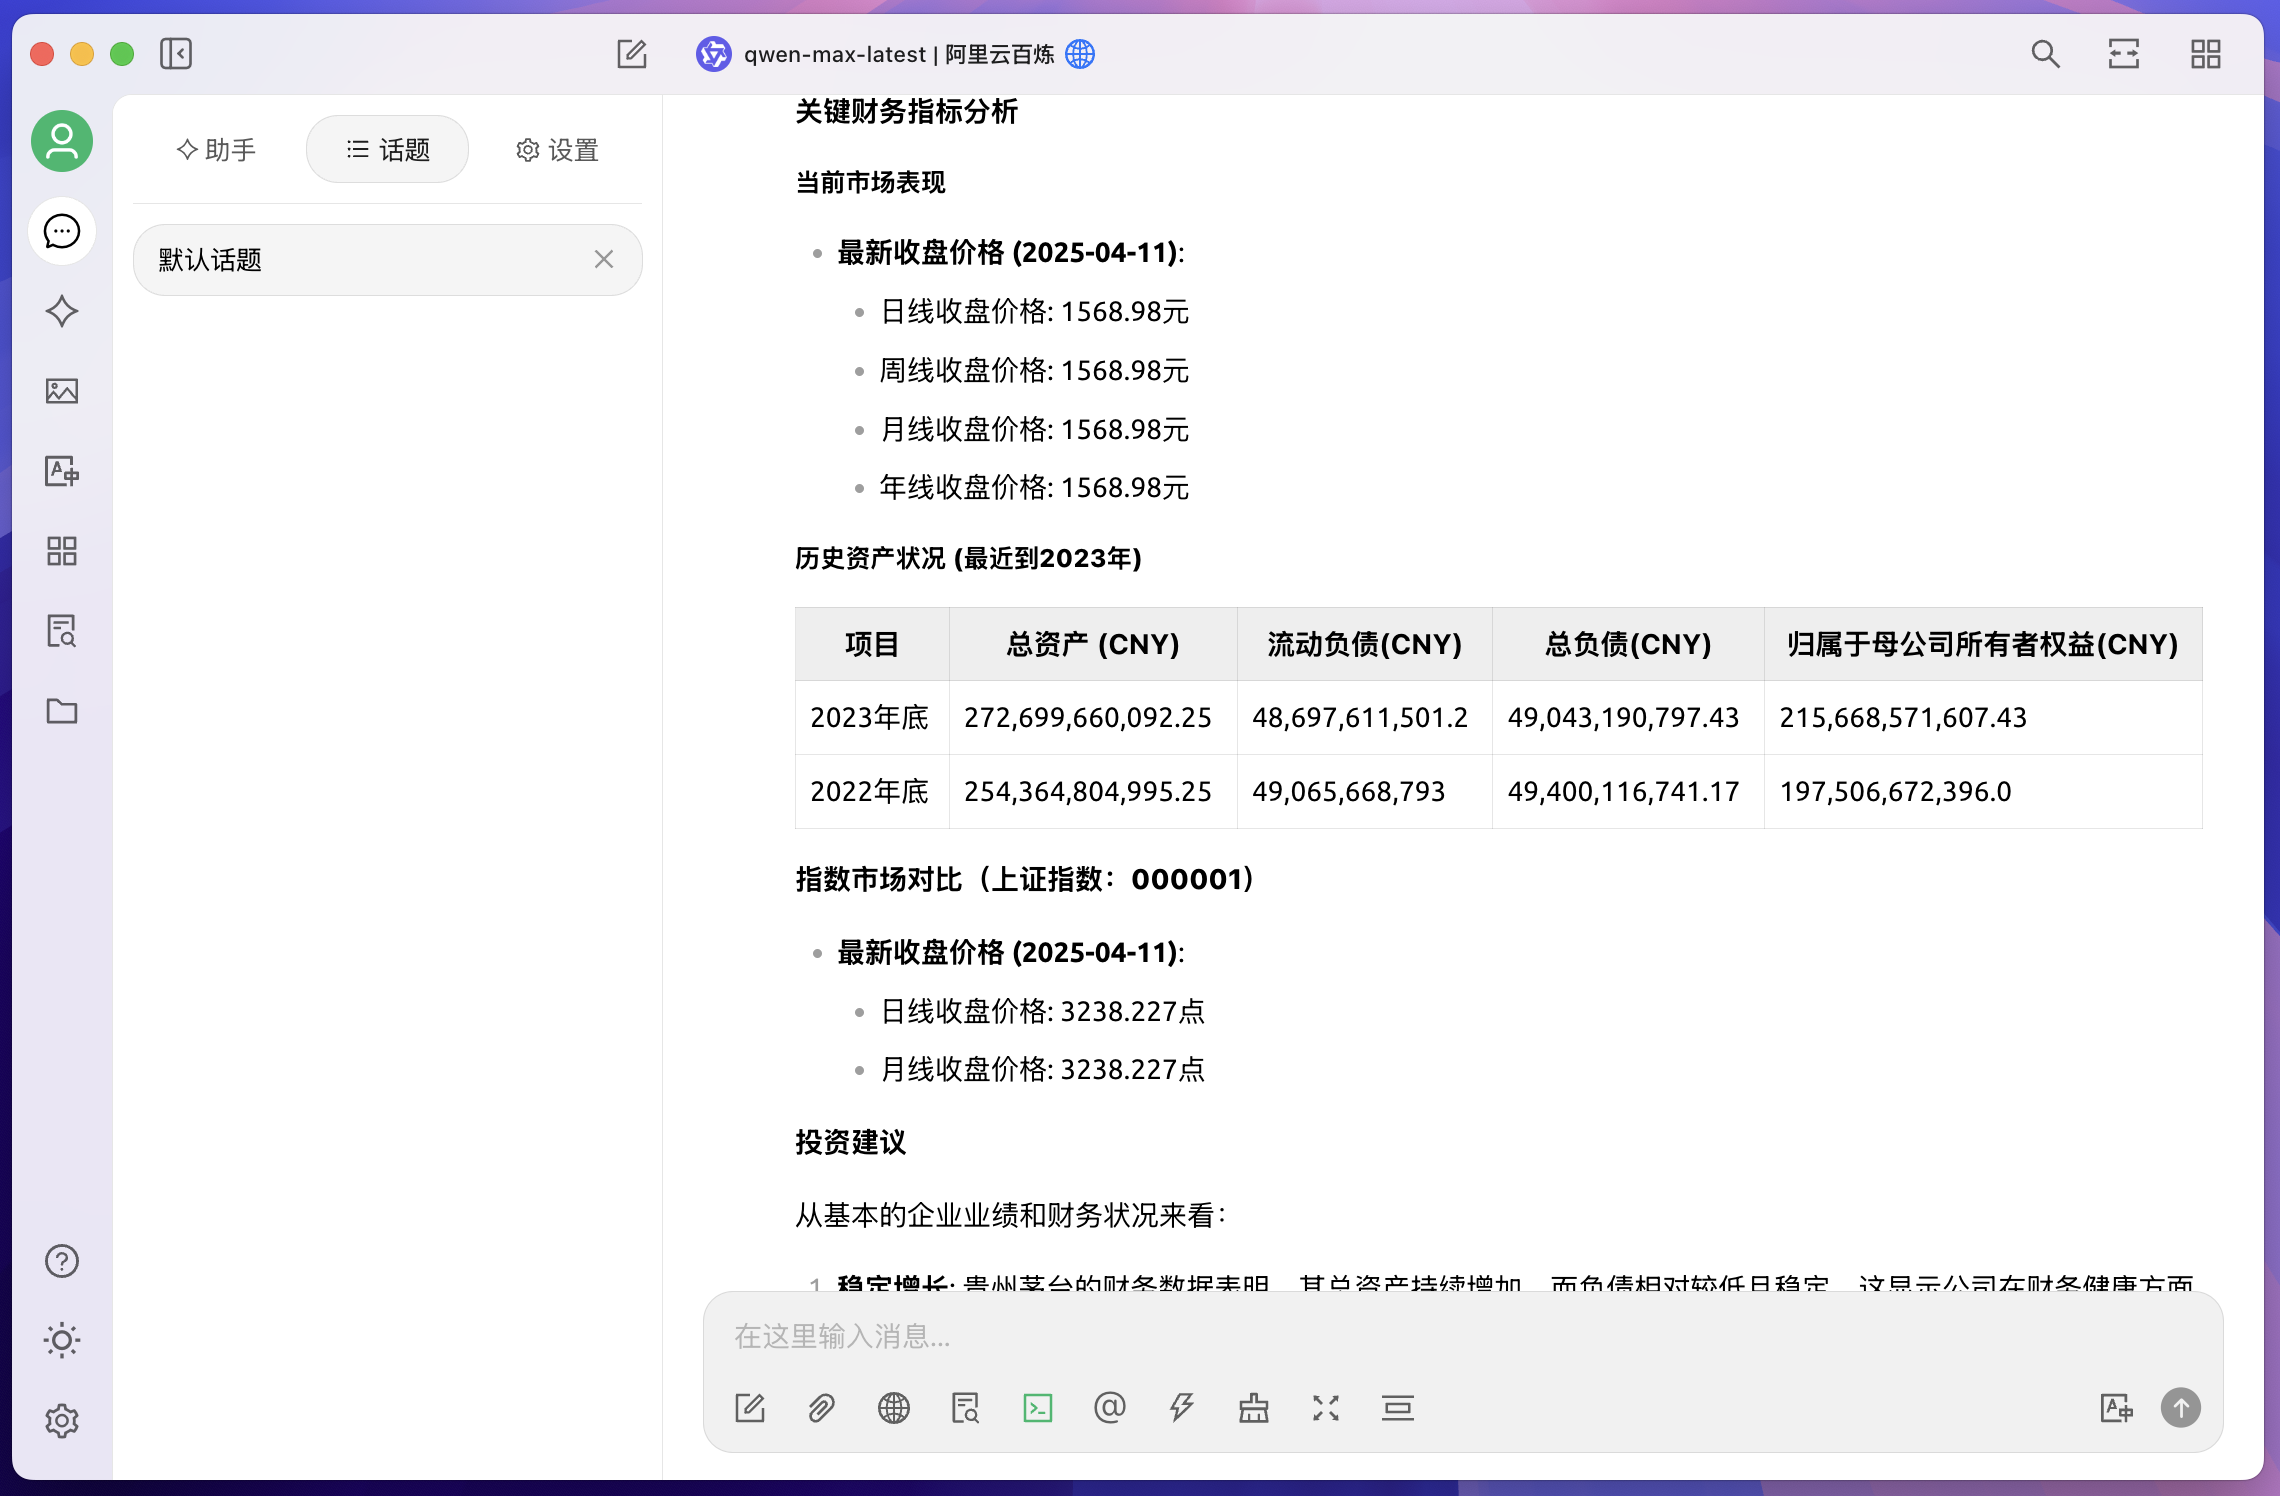 qwen-max-latest | 阿里云百炼
助手
话题
设置
默认话题
关键财务指标分析
当前市场表现
最新收盘价格 (2025-04-11):
日线收盘价格: 1568.98元
周线收盘价格: 1568.98元
月线收盘价格: 1568.98元
年线收盘价格: 1568.98元
历史资产状况 (最近到2023年)
项目 总资产 (CNY) 流动负债(CNY) 总负债(CNY) 归属于母公司所有者权益(CNY)
2023年底 272,699,660,092.25 48,697,611,501.2 49,043,190,797.43 215,668,571,607.43
2022年底 254,364,804,995.25 49,065,668,793 49,400,116,741.17 197,506,672,396.0
指数市场对比（上证指数：000001）
最新收盘价格 (2025-04-11):
日线收盘价格: 3238.227点
月线收盘价格: 3238.227点
投资建议
从基本的企业业绩和财务状况来看：
1. 稳定增长: 贵州茅台的财务数据表明，其总资产持续增加，而负债相对较低且稳定，这显示公司在财务健康方面
在这里输入消息...